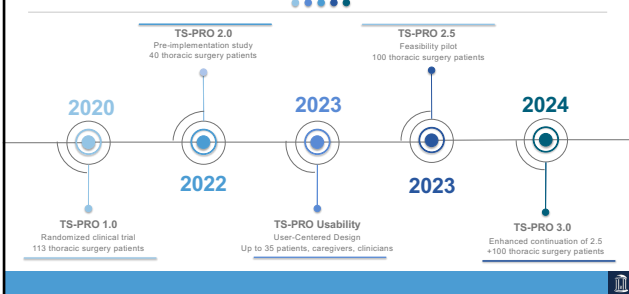 TS-PRO 2.0
Pre-implementation study
40 thoracic surgery patients
TS-PRO 2.5
Feasibility pilot
100 thoracic surgery patients
2020
2023
2024
2022
2023
TS-PRO 1.0
Randomized clinical trial
113 thoracic surgery patients
TS-PRO Usability
User-Centered Design
Up to 35 patients, caregivers, clinicians
TS-PRO 3.0
Enhanced continuation of 2.5
+100 thoracic surgery patients